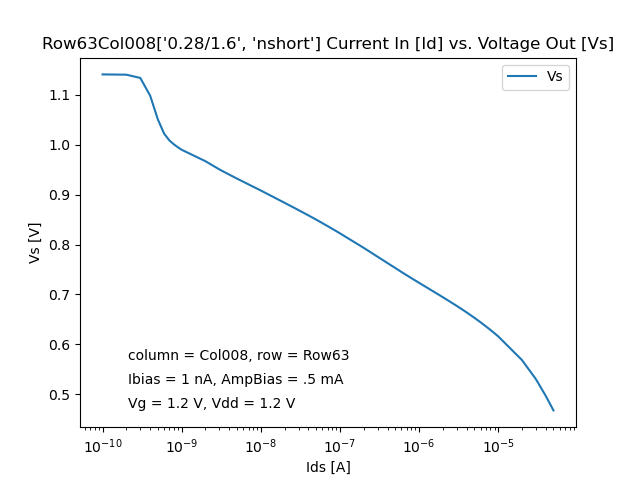 Row63Col008['0.28/1.6', 'nshort'] Current In [Id] vs. Voltage Out [Vs]
Vs
1.1
1.0
0.9
0.8
0.7
0.6
0.5
Vs [V]
column = Col008, row = Row63
Ibias = 1 nA, AmpBias = .5 mA
Vg = 1.2 V, Vdd = 1.2 V
10⁻¹⁰ 10⁻⁹ 10⁻⁸ 10⁻⁷ 10⁻⁶ 10⁻⁵
Ids [A]